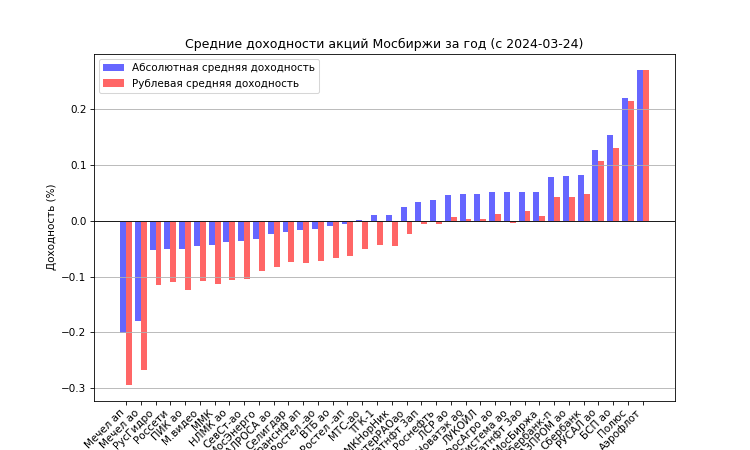 Средние доходности акций Мосбиржи за год (с 2024-03-24)
Абсолютная средняя доходность
Рублевая средняя доходность
Доходность (%)
0.2
0.1
0.0
−0.1
−0.2
−0.3
Мечел ап
Мечел ао
РусГидро
Россети
ПИК ао
М.видео
ММК
НЛМК ао
СевСт-ао
АЛРОСА ао
Селигдар
Ростел -ао
ВТБ ао
Ростел -ап
МТС-ао
ТГК-1
Роснефть
ЛСР ао
ЛУКОЙЛ
МосБиржа
Сбербанк
РУСАЛ ао
БСП ао
Полюс
Аэрофлот